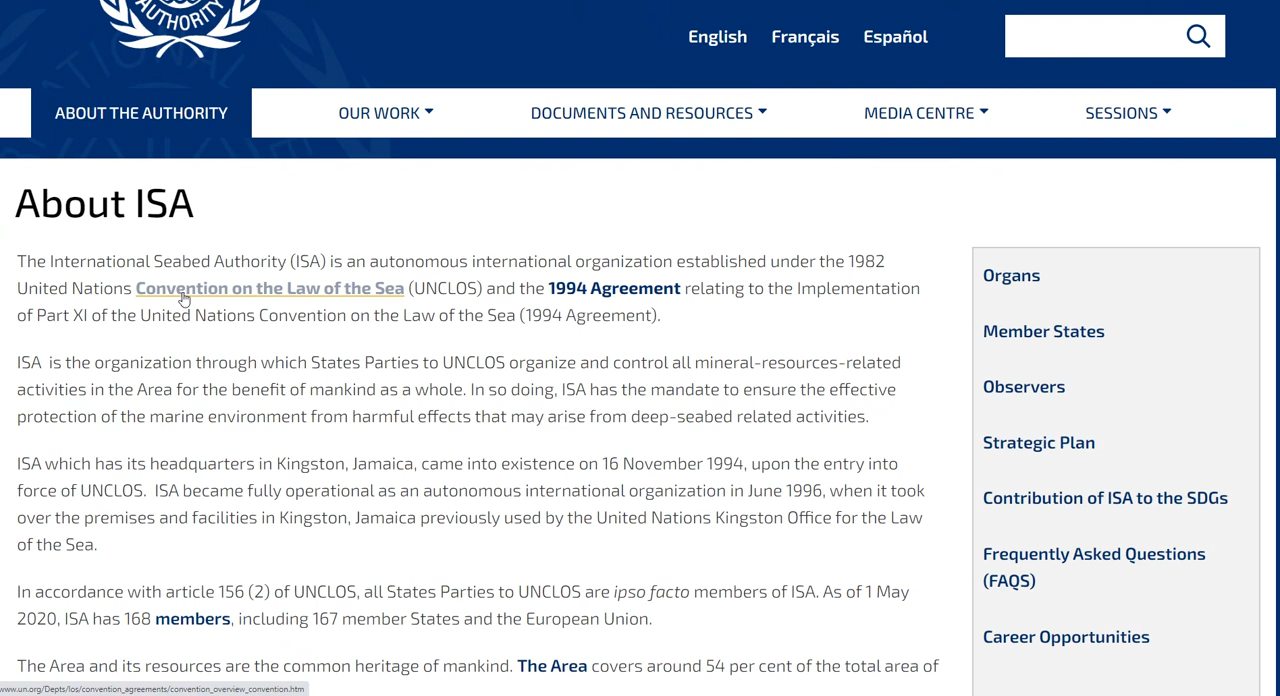 AUTHORITY
English Français Español
ABOUT THE AUTHORITY OUR WORK DOCUMENTS AND RESOURCES MEDIA CENTRE SESSIONS
About ISA
The International Seabed Authority (ISA) is an autonomous international organization established under the 1982
United Nations Convention on the Law of the Sea (UNCLOS) and the 1994 Agreement relating to the Implementation
of Part XI of the United Nations Convention on the Law of the Sea (1994 Agreement).
ISA is the organization through which States Parties to UNCLOS organize and control all mineral-resources-related
activities in the Area for the benefit of mankind as a whole. In so doing, ISA has the mandate to ensure the effective
protection of the marine environment from harmful effects that may arise from deep-seabed related activities.
ISA which has its headquarters in Kingston, Jamaica, came into existence on 16 November 1994, upon the entry into
force of UNCLOS. ISA became fully operational as an autonomous international organization in June 1996, when it took
over the premises and facilities in Kingston, Jamaica previously used by the United Nations Kingston Office for the Law
of the Sea.
In accordance with article 156 (2) of UNCLOS, all States Parties to UNCLOS are ipso facto members of ISA. As of 1 May
2020, ISA has 168 members, including 167 member States and the European Union.
The Area and its resources are the common heritage of mankind. The Area covers around 54 per cent of the total area of
Organs
Member States
Observers
Strategic Plan
Contribution of ISA to the SDGs
Frequently Asked Questions
(FAQS)
Career Opportunities
www.un.org/Depts/los/convention_agreements/convention_overview_convention.htm